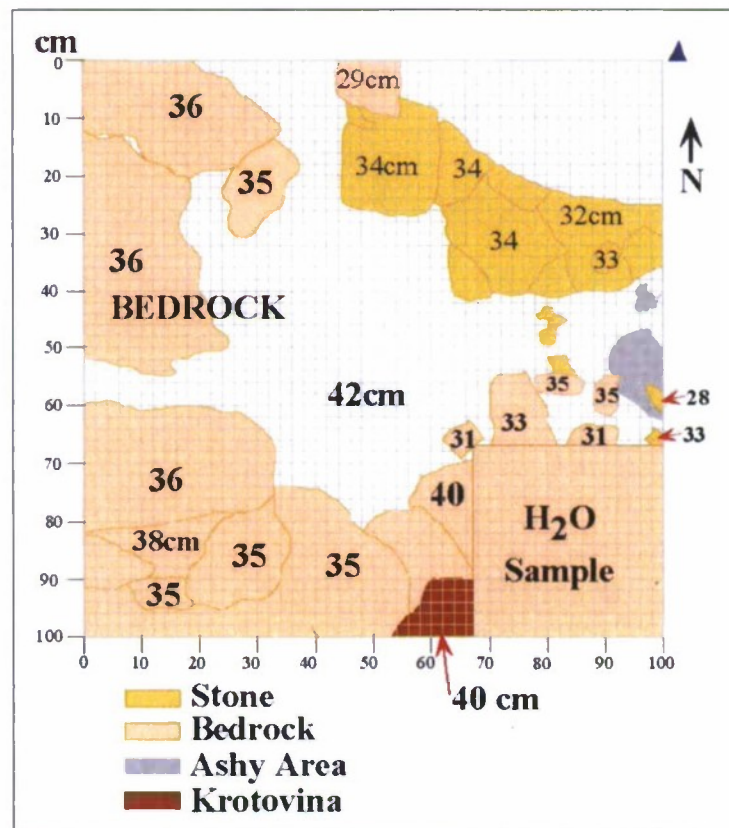 cm
0
29cm
36
10
34cm
34
N
35
20
32cm
34
33
30
36
BEDROCK
40
50
42cm
35
35
28
60
33
31
31
33
36
70
40
H₂O
Sample
80
38cm
35
35
90
35
100
0
10
20
30
40
50
60
70
80
90
100
40 cm
Stone
Bedrock
Ashy Area
Krotovina